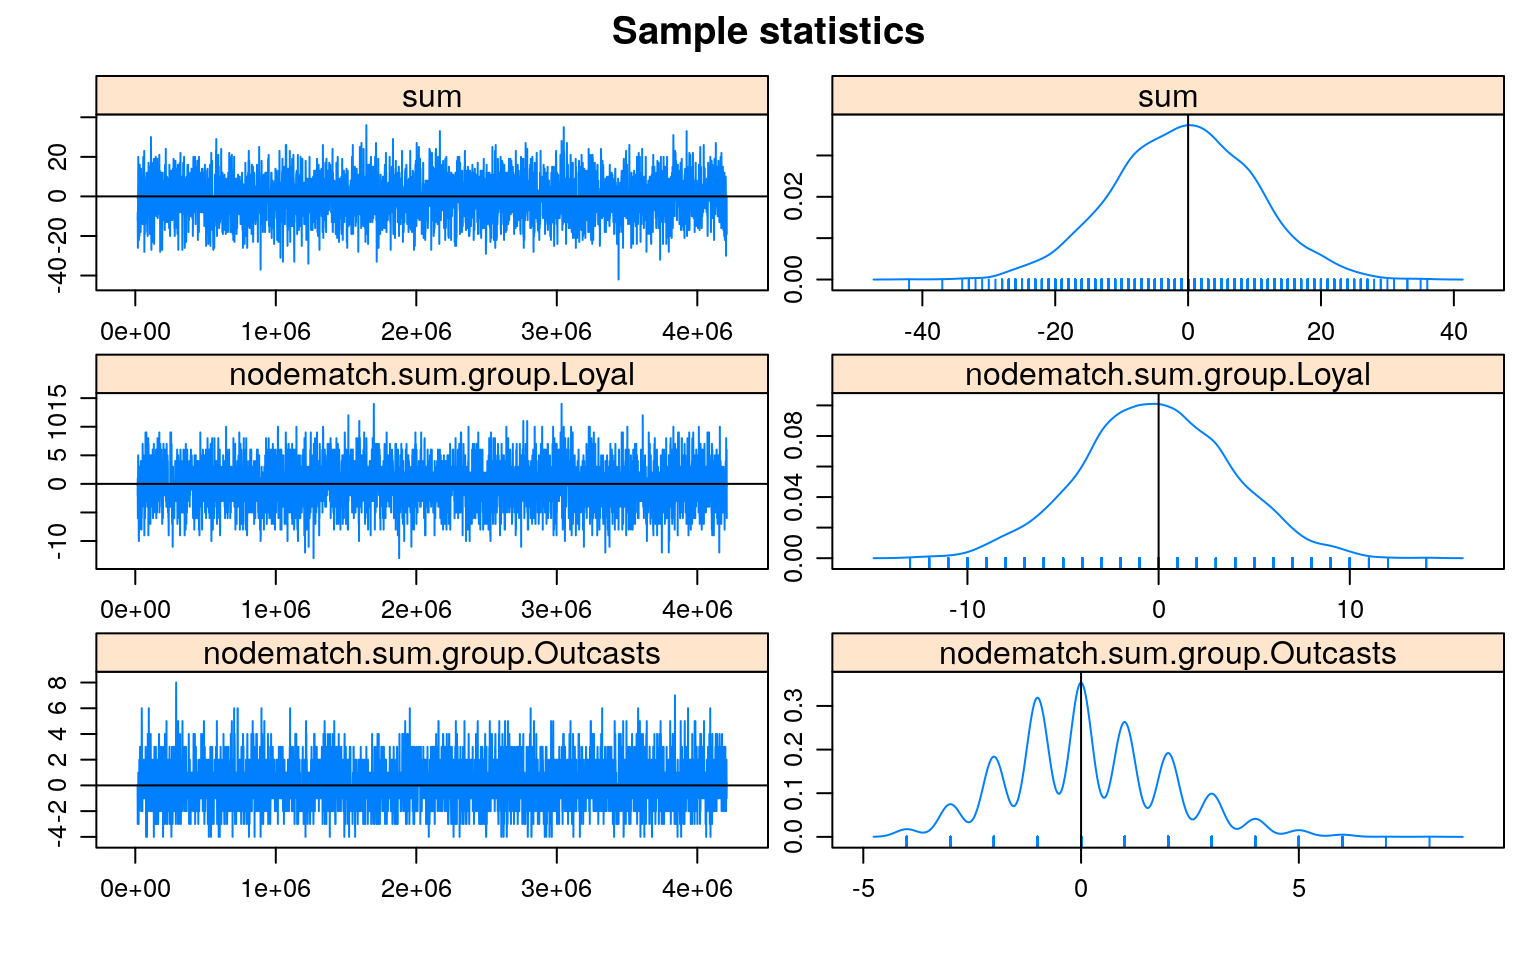 Sample statistics
sum
sum
-40 -20 0 20
0.00 0.02
0e+00 1e+06 2e+06 3e+06 4e+06
-40 -20 0 20 40
nodematch.sum.group.Loyal
nodematch.sum.group.Loyal
-10 0 5 10 15
0.00 0.04 0.08
0e+00 1e+06 2e+06 3e+06 4e+06
-10 0 10
nodematch.sum.group.Outcasts
nodematch.sum.group.Outcasts
-4 -2 0 2 4 6 8
0.0 0.1 0.2 0.3
0e+00 1e+06 2e+06 3e+06 4e+06
-5 0 5